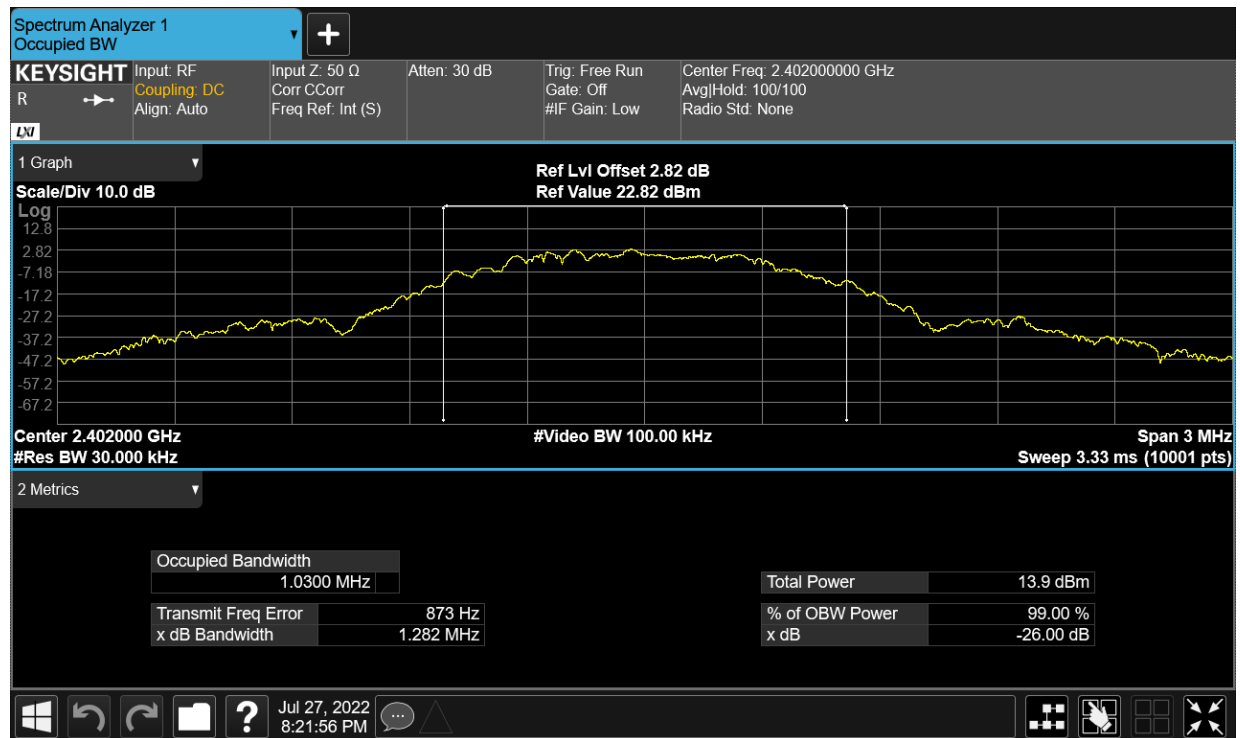 Spectrum Analyzer 1
Occupied BW
KEYSIGHT
R
LXI
Input: RF
Coupling: DC
Align: Auto
Input Z: 50 Ω
Corr CCorr
Freq Ref: Int (S)
Atten: 30 dB
Trig: Free Run
Gate: Off
#IF Gain: Low
Center Freq: 2.402000000 GHz
Avg|Hold: 100/100
Radio Std: None
1 Graph
Scale/Div 10.0 dB
Ref Lvl Offset 2.82 dB
Ref Value 22.82 dBm
Log
12.8
2.82
-7.18
-17.2
-27.2
-37.2
-47.2
-57.2
-67.2
Center 2.402000 GHz
#Res BW 30.000 kHz
#Video BW 100.00 kHz
Span 3 MHz
Sweep 3.33 ms (10001 pts)
2 Metrics
Occupied Bandwidth
1.0300 MHz
Transmit Freq Error 873 Hz
x dB Bandwidth 1.282 MHz
Total Power 13.9 dBm
% of OBW Power 99.00 %
x dB -26.00 dB
?
Jul 27, 2022
8:21:56 PM